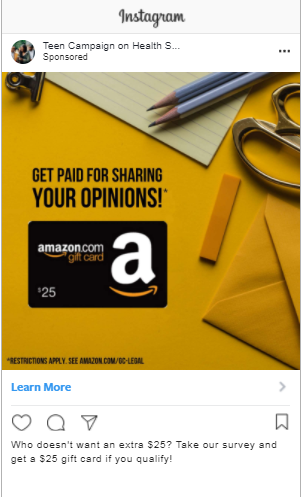 Instagram
Teen Campaign on Health S...
Sponsored
GET PAID FOR SHARING
YOUR OPINIONS!*
amazon.com
gift card
a
$25
*RESTRICTIONS APPLY. SEE AMAZON.COM/GC-LEGAL
Learn More
Who doesn't want an extra $25? Take our survey and
get a $25 gift card if you qualify!